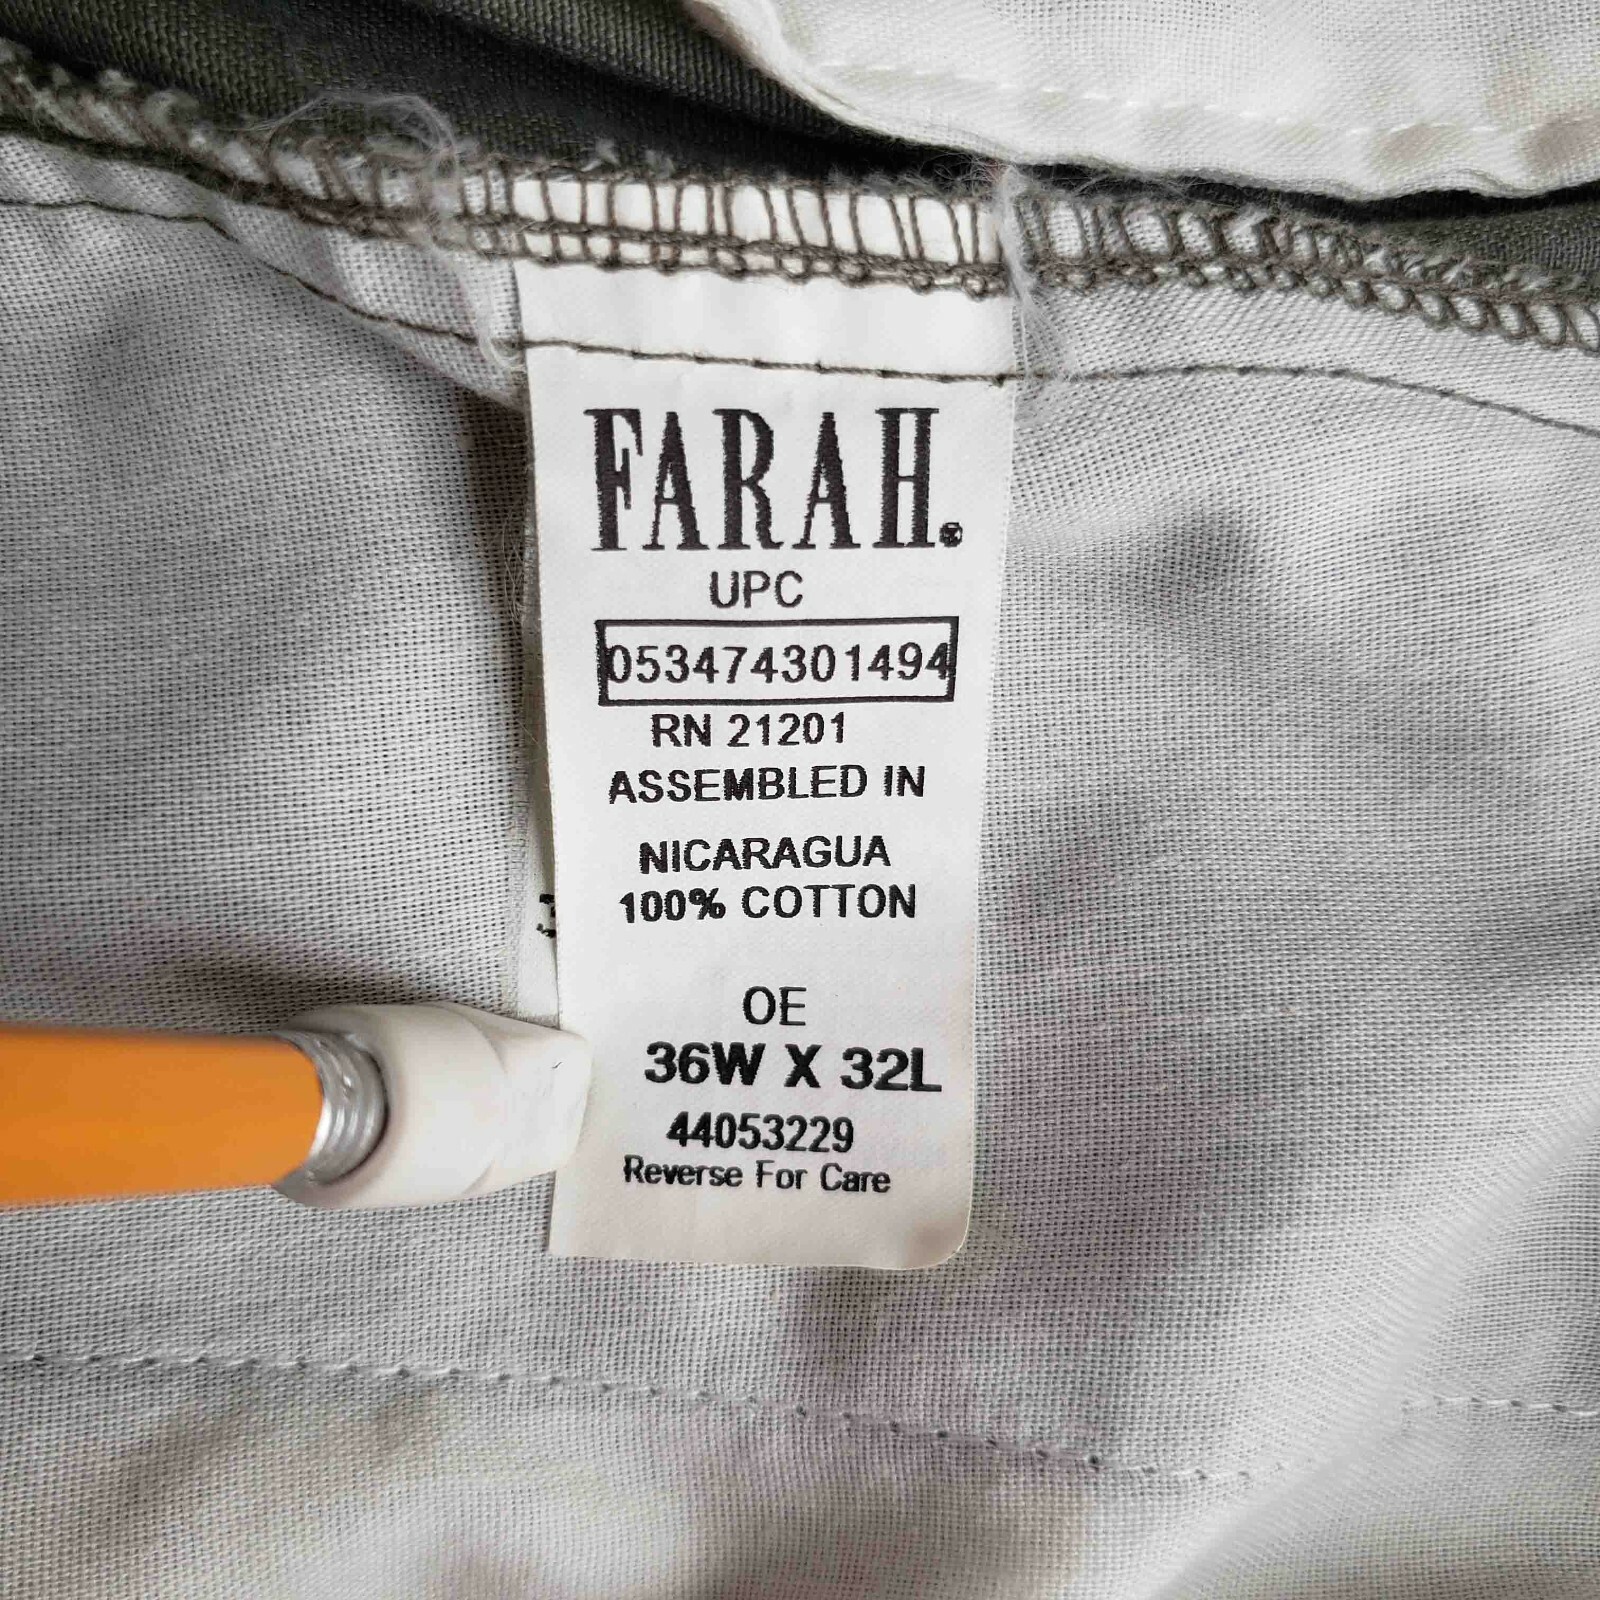 FARAH®
UPC
053474301494
RN 21201
ASSEMBLED IN
NICARAGUA
100% COTTON
OE
36W X 32L
44053229
Reverse For Care